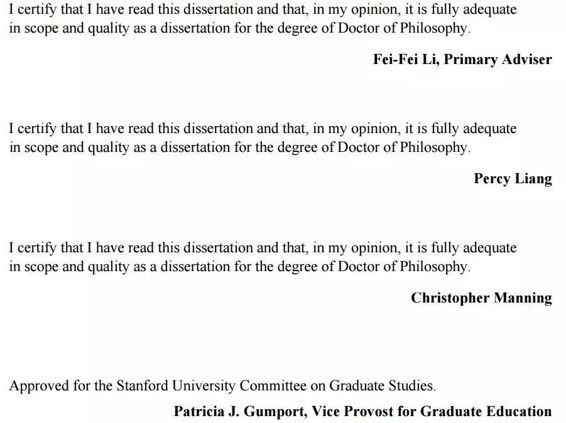 I certify that I have read this dissertation and that, in my opinion, it is fully adequate
in scope and quality as a dissertation for the degree of Doctor of Philosophy.
Fei-Fei Li, Primary Adviser
I certify that I have read this dissertation and that, in my opinion, it is fully adequate
in scope and quality as a dissertation for the degree of Doctor of Philosophy.
Percy Liang
I certify that I have read this dissertation and that, in my opinion, it is fully adequate
in scope and quality as a dissertation for the degree of Doctor of Philosophy.
Christopher Manning
Approved for the Stanford University Committee on Graduate Studies.
Patricia J. Gumport, Vice Provost for Graduate Education